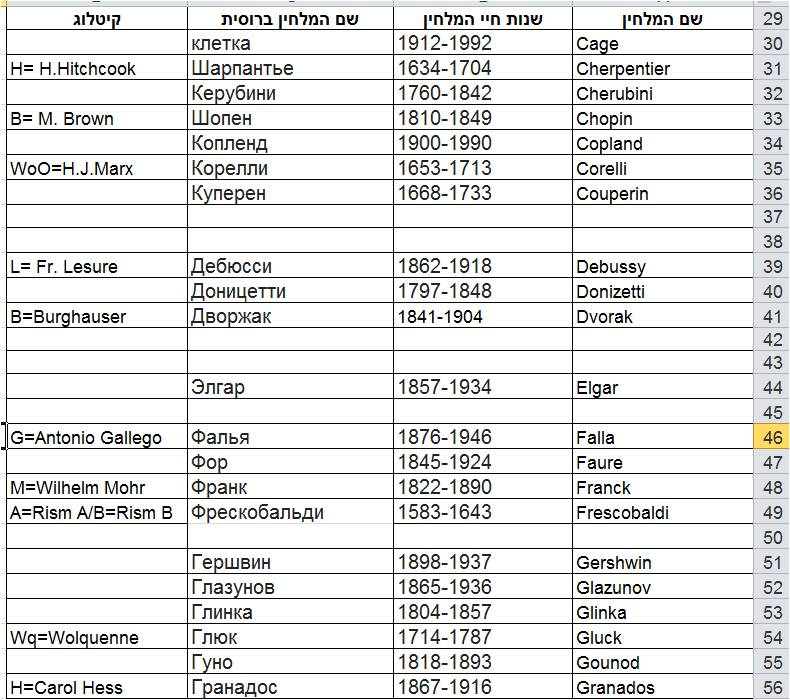 29 שם המלחין שנות חיי המלחין שם המלחין ברוסית קיטלוג
30 Cage 1912-1992 клетка
31 Cherpentier 1634-1704 Шарпантье H= H.Hitchcook
32 Cherubini 1760-1842 Керубини
33 Chopin 1810-1849 Шопен B= M. Brown
34 Copland 1900-1990 Копленд
35 Corelli 1653-1713 Корелли WoO=H.J.Marx
36 Couperin 1668-1733 Куперен
37
38
39 Debussy 1862-1918 Дебюсси L= Fr. Lesure
40 Donizetti 1797-1848 Доницетти
41 Dvorak 1841-1904 Дворжак B=Burghauser
42
43
44 Elgar 1857-1934 Элгар
45
46 Falla 1876-1946 Фалья G=Antonio Gallego
47 Faure 1845-1924 Фор
48 Franck 1822-1890 Франк M=Wilhelm Mohr
49 Frescobaldi 1583-1643 Фрескобальди A=Rism A/B=Rism B
50
51 Gershwin 1898-1937 Гершвин
52 Glazunov 1865-1936 Глазунов
53 Glinka 1804-1857 Глинка
54 Gluck 1714-1787 Глюк Wq=Wolquenne
55 Gounod 1818-1893 Гуно
56 Granados 1867-1916 Гранадос H=Carol Hess